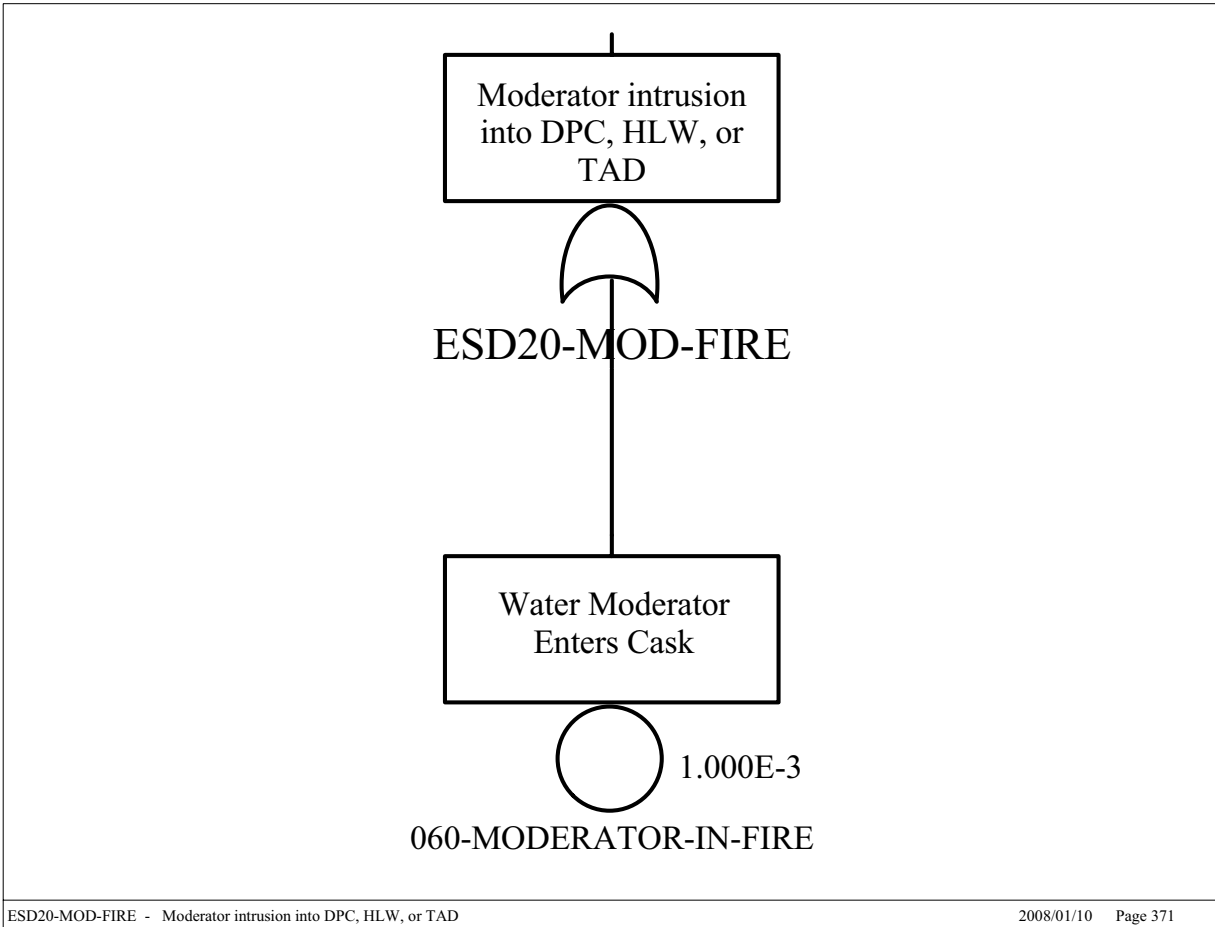 Moderator intrusion
into DPC, HLW, or
TAD
ESD20-MOD-FIRE
Water Moderator
Enters Cask
1.000E-3
060-MODERATOR-IN-FIRE
ESD20-MOD-FIRE - Moderator intrusion into DPC, HLW, or TAD 2008/01/10 Page 371